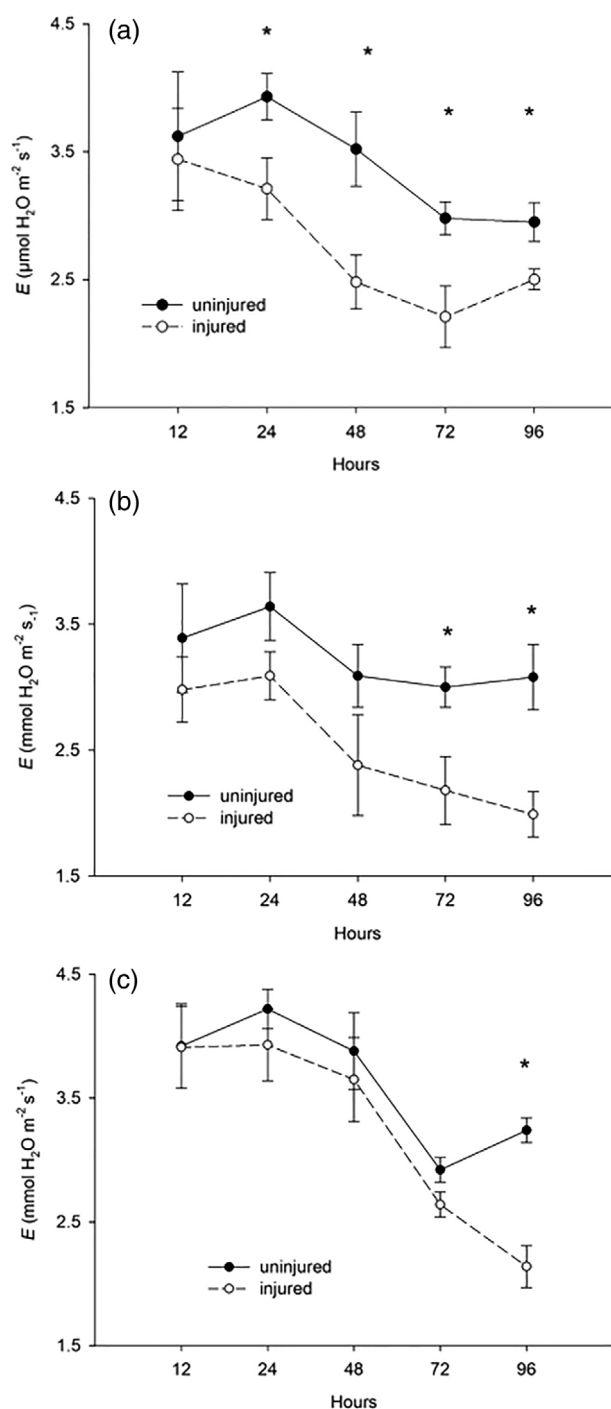 (a)
* * * *
4.5
3.5
2.5
1.5
E (µmol H₂O m⁻² s⁻¹)
uninjured
injured
12 24 48 72 96
Hours
(b)
* *
4.5
3.5
2.5
1.5
E (mmol H₂O m⁻² s₋₁)
uninjured
injured
12 24 48 72 96
Hours
(c)
*
4.5
3.5
2.5
1.5
E (mmol H₂O m⁻² s⁻¹)
uninjured
injured
12 24 48 72 96
Hours